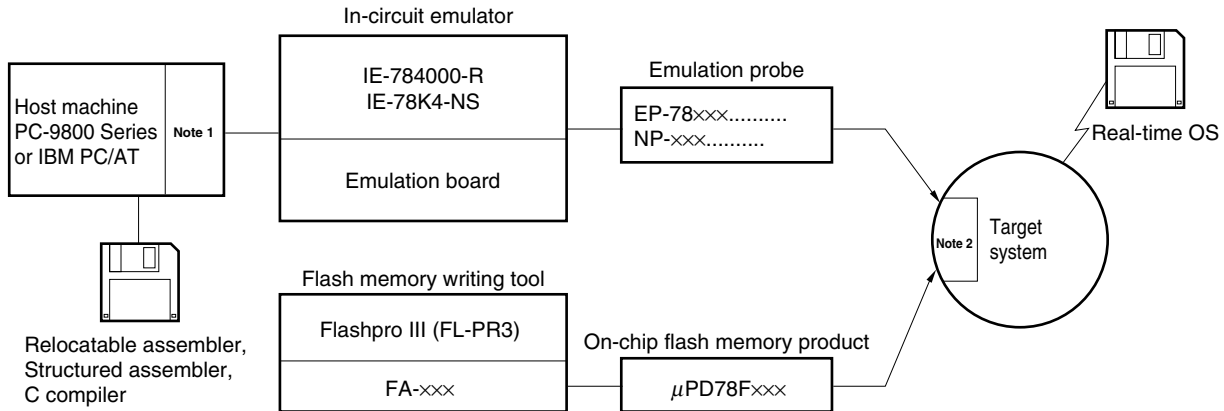 In-circuit emulator
Host machine
PC-9800 Series
or IBM PC/AT
Note 1
IE-784000-R
IE-78K4-NS
Emulation board
Emulation probe
EP-78×××..........
NP-×××..........
Real-time OS
Note 2
Target
system
Relocatable assembler,
Structured assembler,
C compiler
Flash memory writing tool
Flashpro III (FL-PR3)
FA-×××
On-chip flash memory product
μPD78F×××